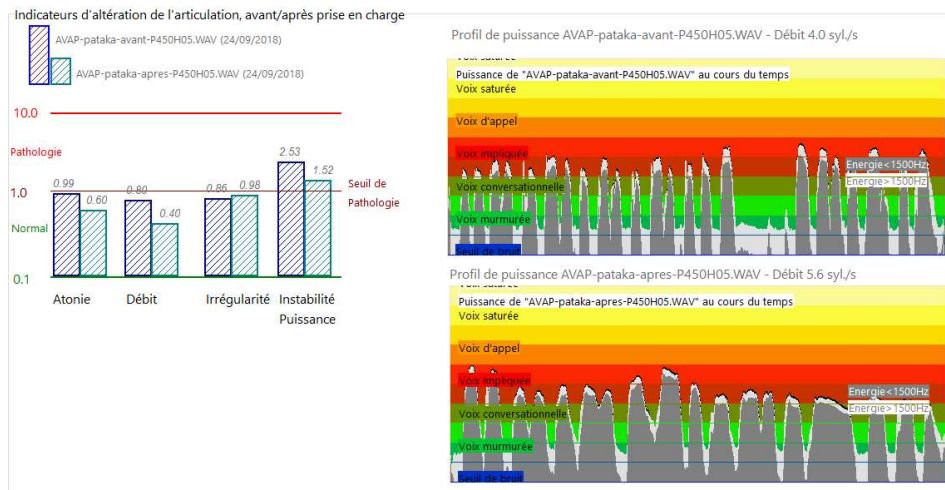 Indicateurs d'altération de l'articulation, avant/après prise en charge
AVAP-pataka-avant-P450H05.WAV (24/09/2018)
AVAP-pataka-apres-P450H05.WAV (24/09/2018)
10.0
Pathologie
2.53
0.99
0.60
0.80
0.40
0.86
0.98
1.52
1.0
Seuil de
Pathologie
Normal
0.1
Atonie
Débit
Irrégularité
Instabilité
Puissance
Profil de puissance AVAP-pataka-avant-P450H05.WAV - Débit 4.0 syl./s
Puissance de "AVAP-pataka-avant-P450H05.WAV" au cours du temps
Voix saturée
Voix d'appel
Voix impliquée
Energie<1500Hz
Energie>1500Hz
Voix conversationnelle
Voix murmurée
Seuil de bruit
Profil de puissance AVAP-pataka-apres-P450H05.WAV - Débit 5.6 syl./s
Puissance de "AVAP-pataka-apres-P450H05.WAV" au cours du temps
Voix saturée
Voix d'appel
Voix impliquée
Energie<1500Hz
Energie>1500Hz
Voix conversationnelle
Voix murmurée
Seuil de bruit